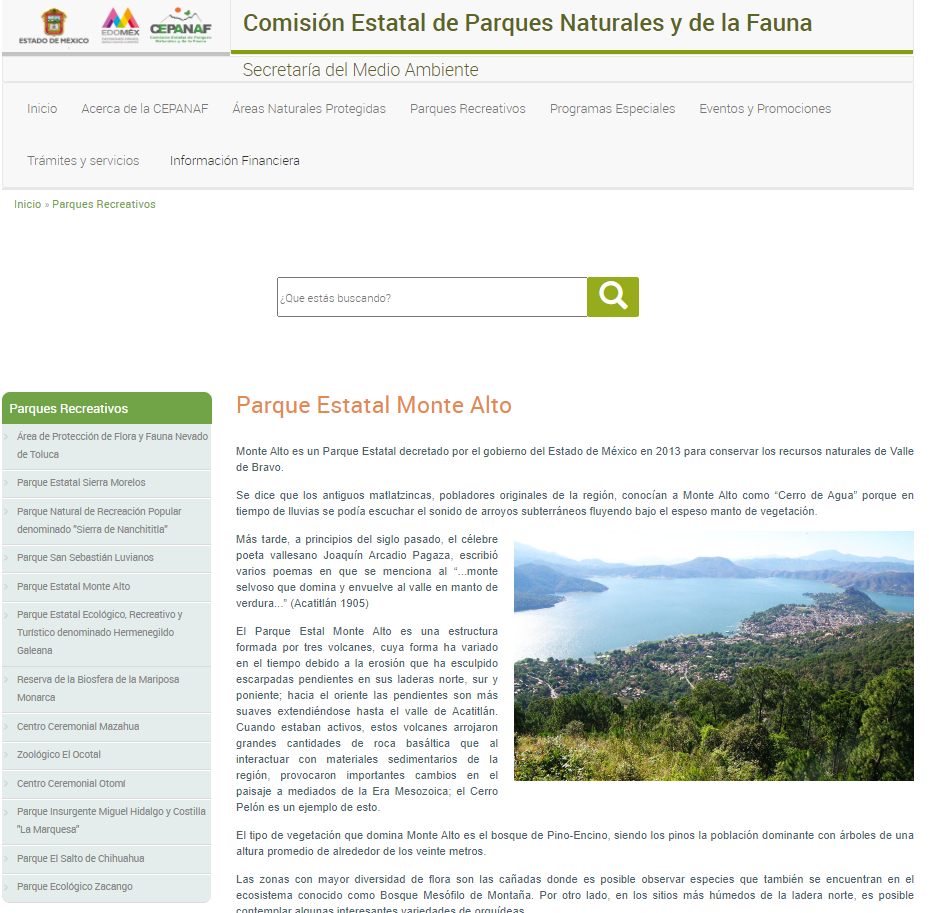 ESTADO DE MÉXICO
EDOMÉX
CEPANAF
Comisión Estatal de Parques Naturales y de la Fauna
Secretaría del Medio Ambiente
Inicio Acerca de la CEPANAF Áreas Naturales Protegidas Parques Recreativos Programas Especiales Eventos y Promociones
Trámites y servicios Información Financiera
Inicio » Parques Recreativos
¿Que estás buscando?
Parques Recreativos
Área de Protección de Flora y Fauna Nevado
de Toluca
Parque Estatal Sierra Morelos
Parque Natural de Recreación Popular
denominado "Sierra de Nanchititla"
Parque San Sebastián Luvianos
Parque Estatal Monte Alto
Parque Estatal Ecológico, Recreativo y
Turístico denominado Hermenegildo
Galeana
Reserva de la Biosfera de la Mariposa
Monarca
Centro Ceremonial Mazahua
Zoológico El Ocotal
Centro Ceremonial Otomí
Parque Insurgente Miguel Hidalgo y Costilla
"La Marquesa"
Parque El Salto de Chihuahua
Parque Ecológico Zacango
Parque Estatal Monte Alto
Monte Alto es un Parque Estatal decretado por el gobierno del Estado de México en 2013 para conservar los recursos naturales de Valle
de Bravo.
Se dice que los antiguos matlatzincas, pobladores originales de la región, conocían a Monte Alto como “Cerro de Agua” porque en
tiempo de lluvias se podía escuchar el sonido de arroyos subterráneos fluyendo bajo el espeso manto de vegetación.
Más tarde, a principios del siglo pasado, el célebre
poeta vallesano Joaquín Arcadio Pagaza, escribió
varios poemas en que se menciona al “...monte
selvoso que domina y envuelve al valle en manto de
verdura...” (Acatitlán 1905)
El Parque Estal Monte Alto es una estructura
formada por tres volcanes, cuya forma ha variado
en el tiempo debido a la erosión que ha esculpido
escarpadas pendientes en sus laderas norte, sur y
poniente; hacia el oriente las pendientes son más
suaves extendiéndose hasta el valle de Acatitlán.
Cuando estaban activos, estos volcanes arrojaron
grandes cantidades de roca basáltica que al
interactuar con materiales sedimentarios de la
región, provocaron importantes cambios en el
paisaje a mediados de la Era Mesozoica; el Cerro
Pelón es un ejemplo de esto.
El tipo de vegetación que domina Monte Alto es el bosque de Pino-Encino, siendo los pinos la población dominante con árboles de una
altura promedio de alrededor de los veinte metros.
Las zonas con mayor diversidad de flora son las cañadas donde es posible observar especies que también se encuentran en el
ecosistema conocido como Bosque Mesófilo de Montaña. Por otro lado, en los sitios más húmedos de la ladera norte, es posible
contemplar algunas interesantes variedades de orquídeas